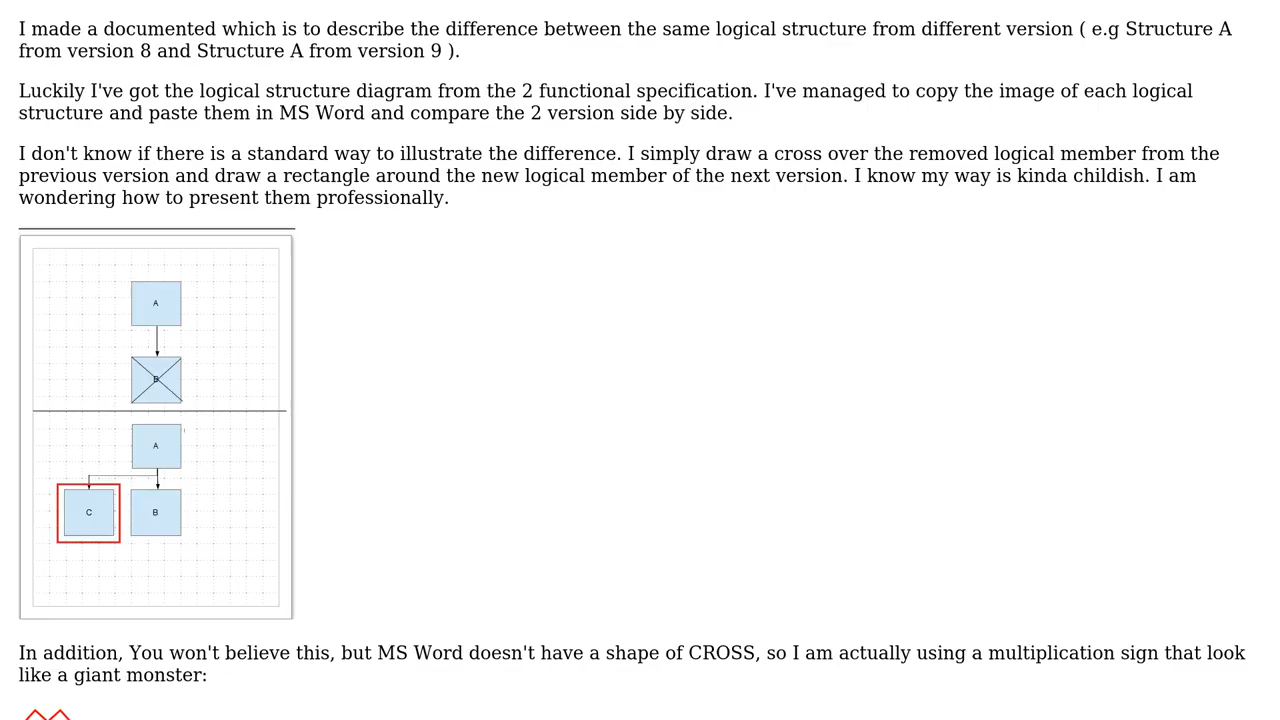 I made a documented which is to describe the difference between the same logical structure from different version ( e.g Structure A
from version 8 and Structure A from version 9 ).
Luckily I've got the logical structure diagram from the 2 functional specification. I've managed to copy the image of each logical
structure and paste them in MS Word and compare the 2 version side by side.
I don't know if there is a standard way to illustrate the difference. I simply draw a cross over the removed logical member from the
previous version and draw a rectangle around the new logical member of the next version. I know my way is kinda childish. I am
wondering how to present them professionally.
A
B
A
C B
In addition, You won't believe this, but MS Word doesn't have a shape of CROSS, so I am actually using a multiplication sign that look
like a giant monster: